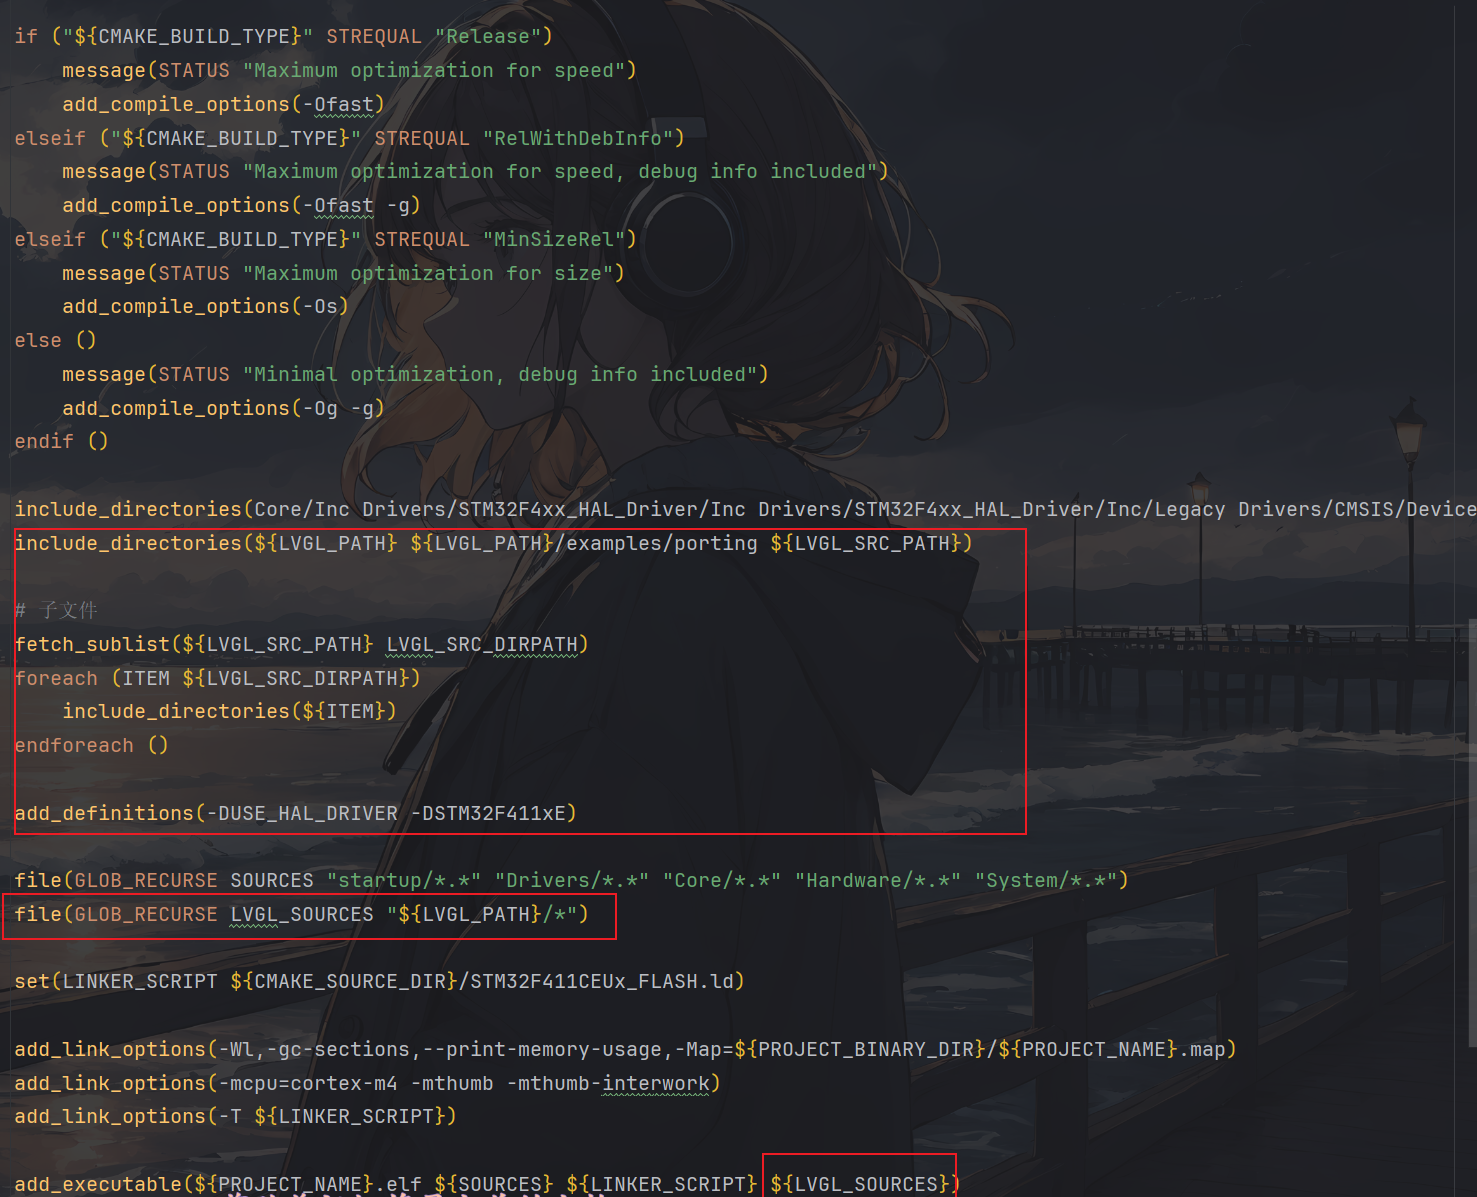 if ("${CMAKE_BUILD_TYPE}" STREQUAL "Release")
    message(STATUS "Maximum optimization for speed")
    add_compile_options(-Ofast)
elseif ("${CMAKE_BUILD_TYPE}" STREQUAL "RelWithDebInfo")
    message(STATUS "Maximum optimization for speed, debug info included")
    add_compile_options(-Ofast -g)
elseif ("${CMAKE_BUILD_TYPE}" STREQUAL "MinSizeRel")
    message(STATUS "Maximum optimization for size")
    add_compile_options(-Os)
else ()
    message(STATUS "Minimal optimization, debug info included")
    add_compile_options(-Og -g)
endif ()
include_directories(Core/Inc Drivers/STM32F4xx_HAL_Driver/Inc Drivers/STM32F4xx_HAL_Driver/Inc/Legacy Drivers/CMSIS/Device
include_directories(${LVGL_PATH} ${LVGL_PATH}/examples/porting ${LVGL_SRC_PATH})
# 子文件
fetch_sublist(${LVGL_SRC_PATH} LVGL_SRC_DIRPATH)
foreach (ITEM ${LVGL_SRC_DIRPATH})
    include_directories(${ITEM})
endforeach ()
add_definitions(-DUSE_HAL_DRIVER -DSTM32F411xE)
file(GLOB_RECURSE SOURCES "startup/*.*" "Drivers/*.*" "Core/*.*" "Hardware/*.*" "System/*.*")
file(GLOB_RECURSE LVGL_SOURCES "${LVGL_PATH}/*")
set(LINKER_SCRIPT ${CMAKE_SOURCE_DIR}/STM32F411CEUx_FLASH.ld)
add_link_options(-Wl,-gc-sections,--print-memory-usage,-Map=${PROJECT_BINARY_DIR}/${PROJECT_NAME}.map)
add_link_options(-mcpu=cortex-m4 -mthumb -mthumb-interwork)
add_link_options(-T ${LINKER_SCRIPT})
add_executable(${PROJECT_NAME}.elf ${SOURCES} ${LINKER_SCRIPT} ${LVGL_SOURCES})